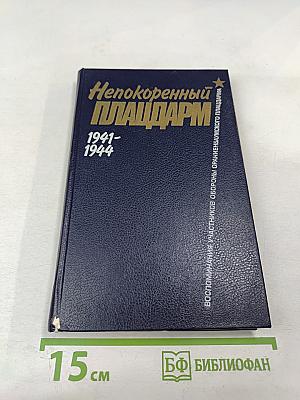 Непокоренный
ПЛАЦДАРМ
1941-
1944
ВОСПОМИНАНИЯ УЧАСТНИКОВ ОБОРОНЫ ОРАНИЕНБАУМСКОГО ПЛАЦДАРМА
15 см
БФ БИБЛИОФАН